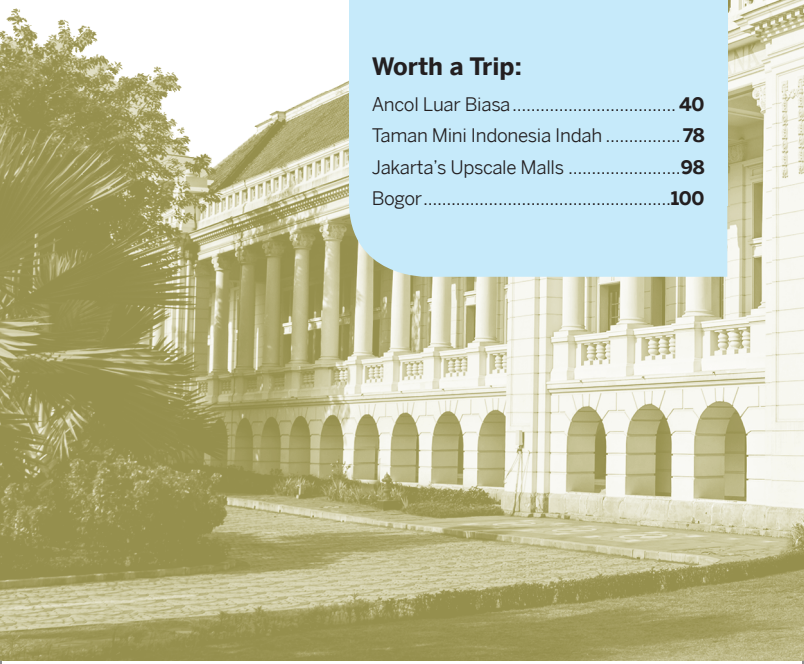 Worth a Trip:
Ancol Luar Biasa.................................. 40
Taman Mini Indonesia Indah ................ 78
Jakarta’s Upscale Malls .......................98
Bogor...................................................100